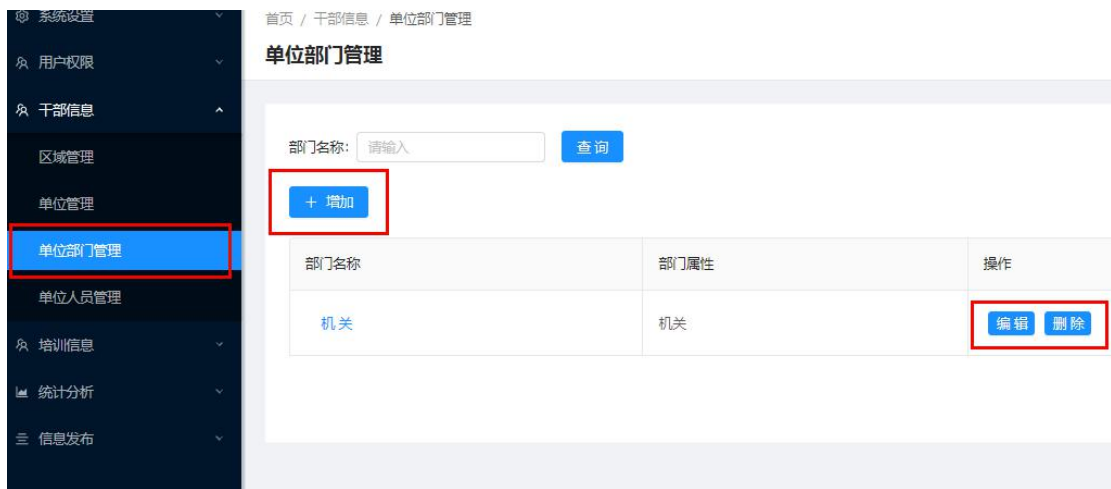 系统设置
用户权限
干部信息
区域管理
单位管理
单位部门管理
单位人员管理
培训信息
统计分析
信息发布
首页 / 干部信息 / 单位部门管理
单位部门管理
部门名称: 请输入 查询
+ 增加
部门名称 部门属性 操作
机关 机关 编辑 删除